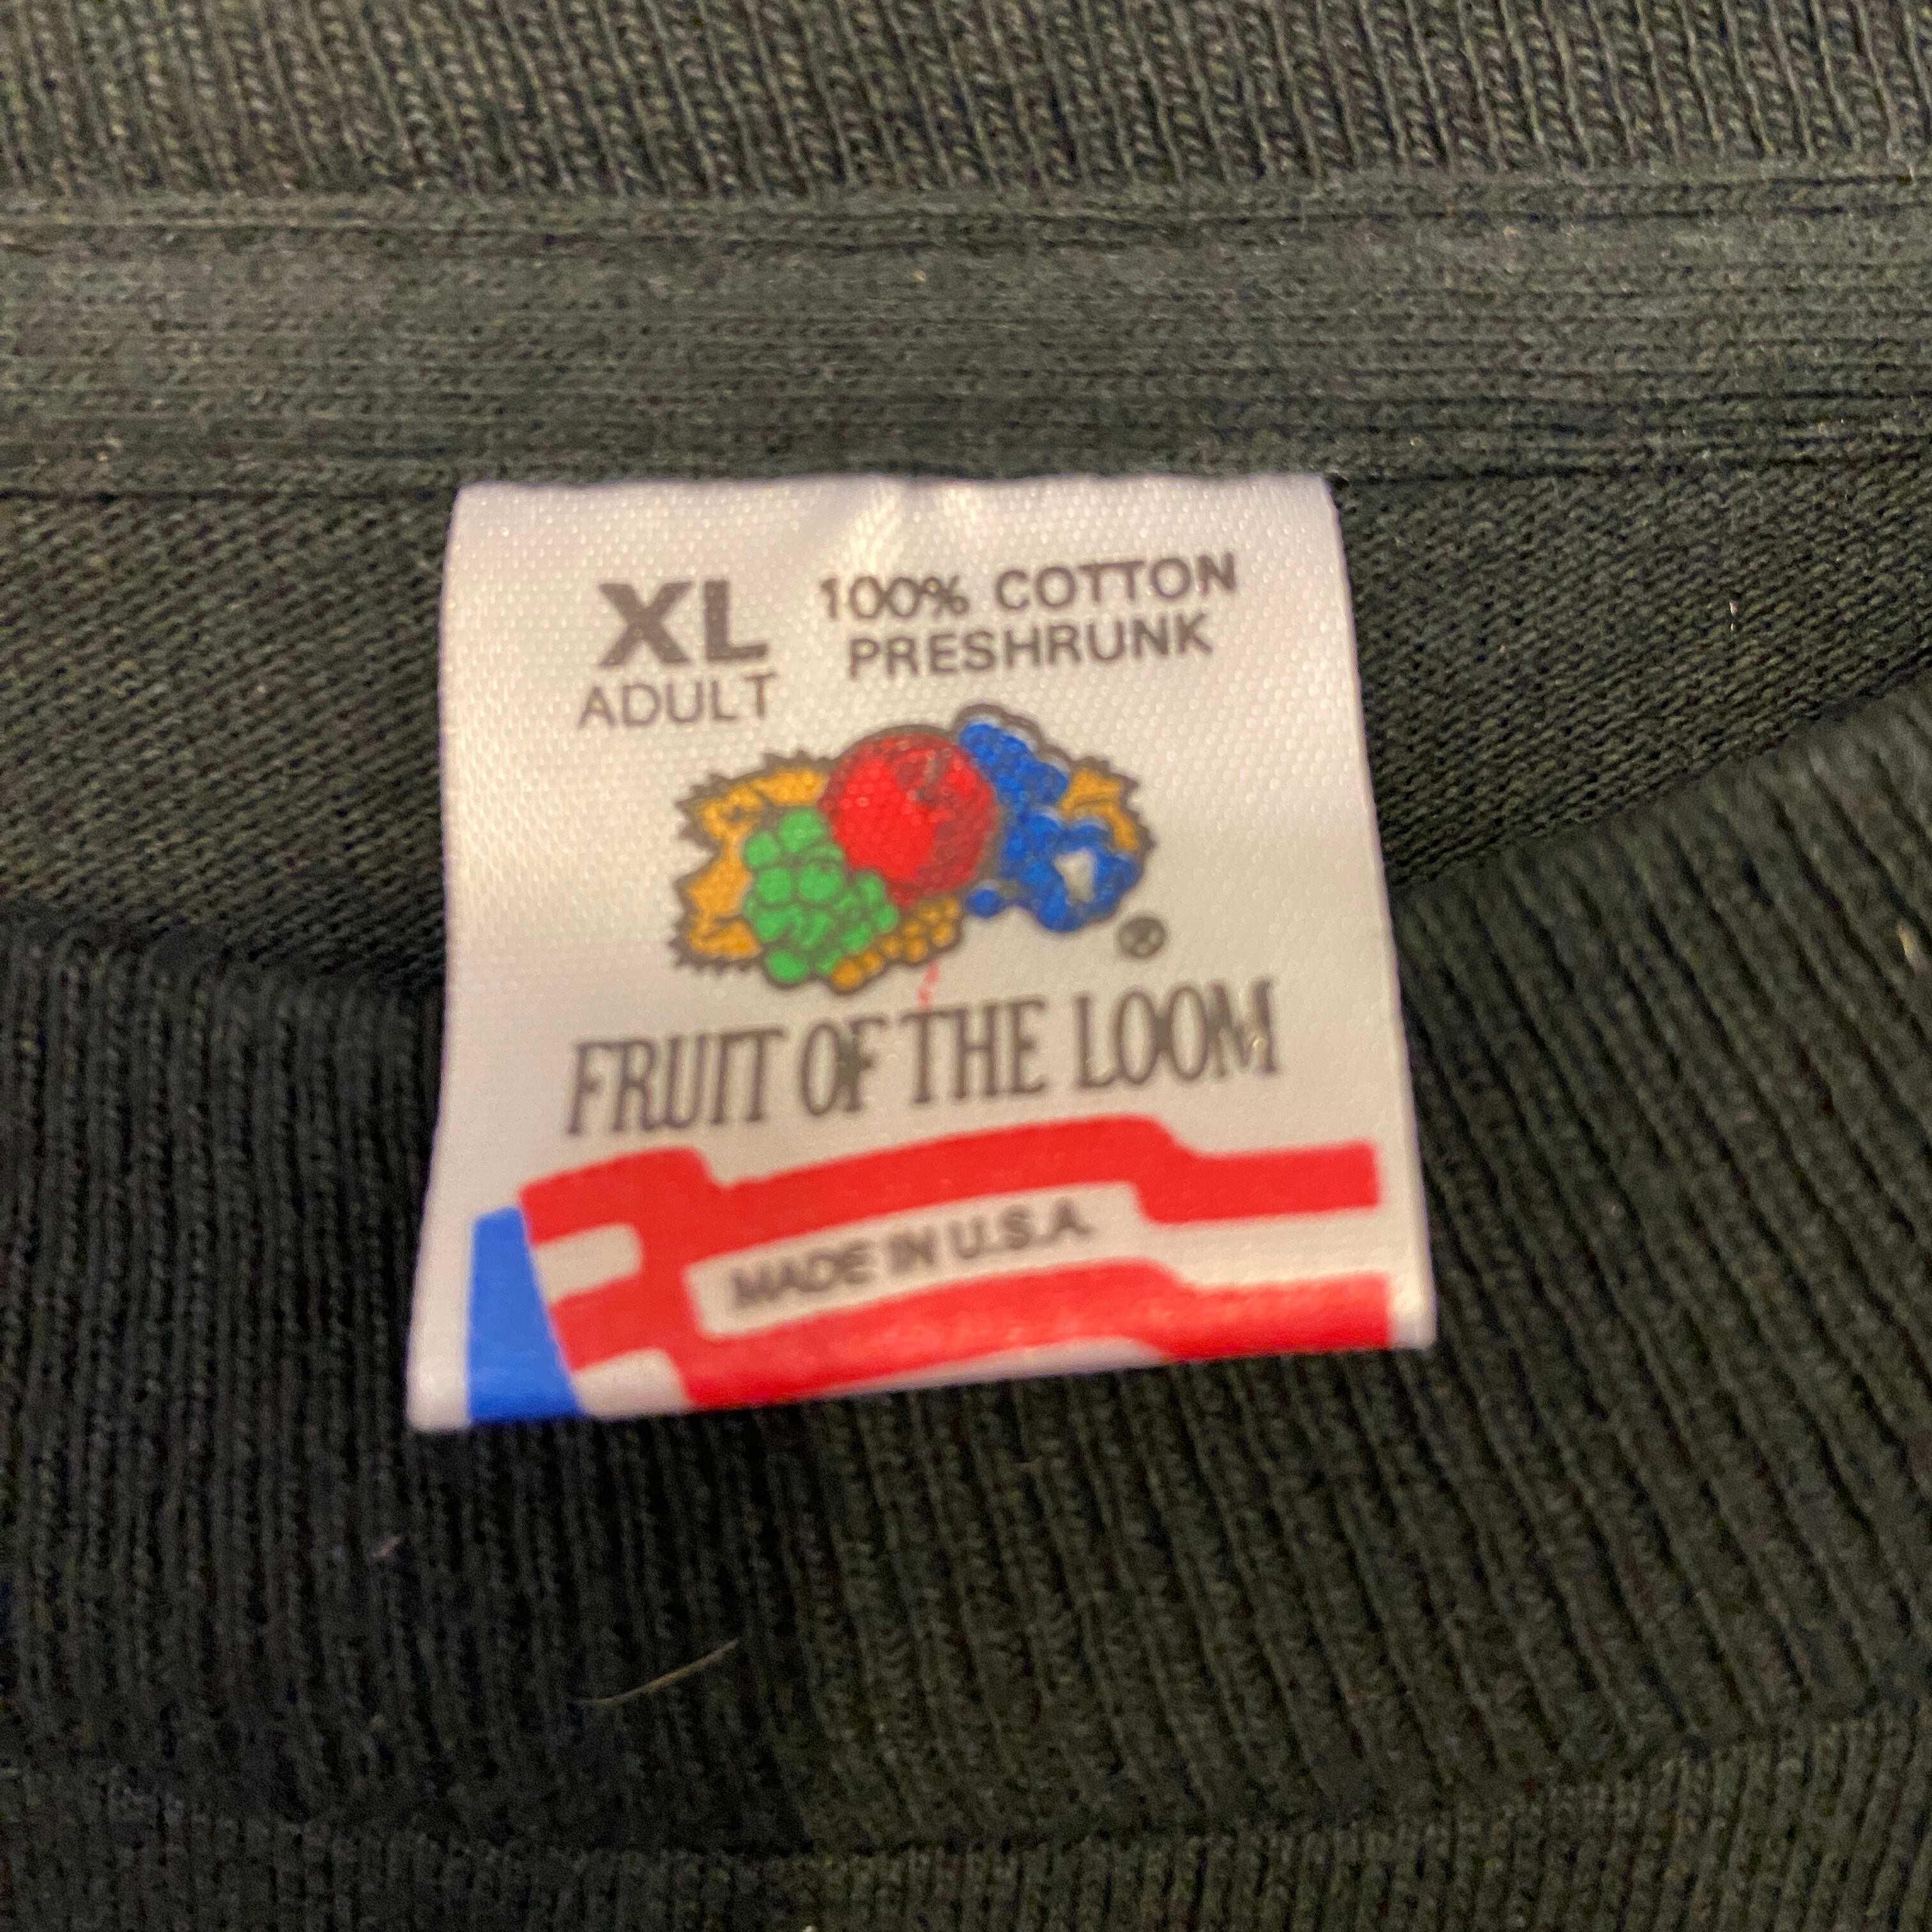 XL 100% COTTON
ADULT PRESHRUNK
®
FRUIT OF THE LOOM
MADE IN U.S.A.